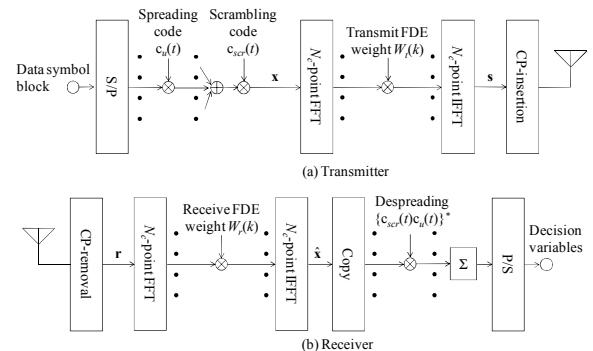 Spreading
code
c_u(t)
Scrambling
code
c_scr(t)
Data symbol
block
S/P
x
N_c-point FFT
Transmit FDE
weight W_t(k)
N_c-point IFFT
s
CP-insertion
(a) Transmitter
CP-removal
r
N_c-point FFT
Receive FDE
weight W_r(k)
N_c-point IFFT
x̂
Copy
Despreading
{c_scr(t)c_u(t)}*
Σ
P/S
Decision
variables
(b) Receiver